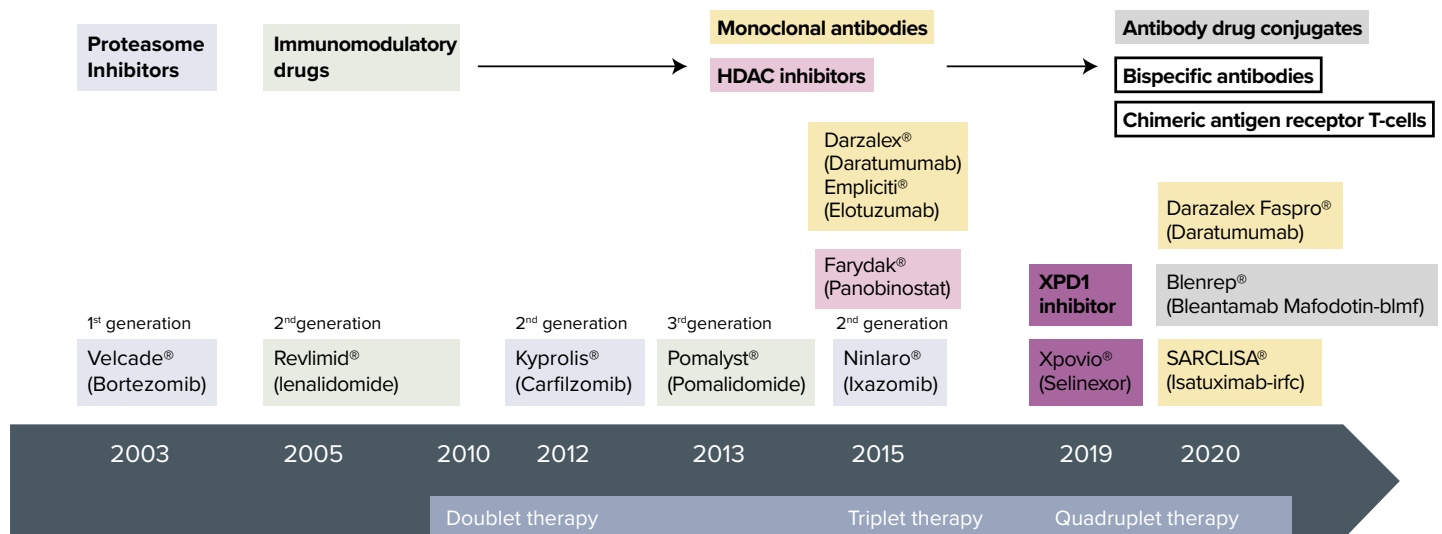 Proteasome
Inhibitors
Immunomodulatory
drugs
Monoclonal antibodies
HDAC inhibitors
Antibody drug conjugates
Bispecific antibodies
Chimeric antigen receptor T-cells
Darzalex®
(Daratumumab)
Empliciti®
(Elotuzumab)
Darazalex Faspro®
(Daratumumab)
Farydak®
(Panobinostat)
XPD1
inhibitor
Blenrep®
(Bleantamab Mafodotin-blmf)
1st generation
Velcade®
(Bortezomib)
2ndgeneration
Revlimid®
(lenalidomide)
2nd generation
Kyprolis®
(Carfilzomib)
3rdgeneration
Pomalyst®
(Pomalidomide)
2nd generation
Ninlaro®
(Ixazomib)
Xpovio®
(Selinexor)
SARCLISA®
(Isatuximab-irfc)
2003 2005 2010 2012 2013 2015 2019 2020
Doublet therapy Triplet therapy Quadruplet therapy